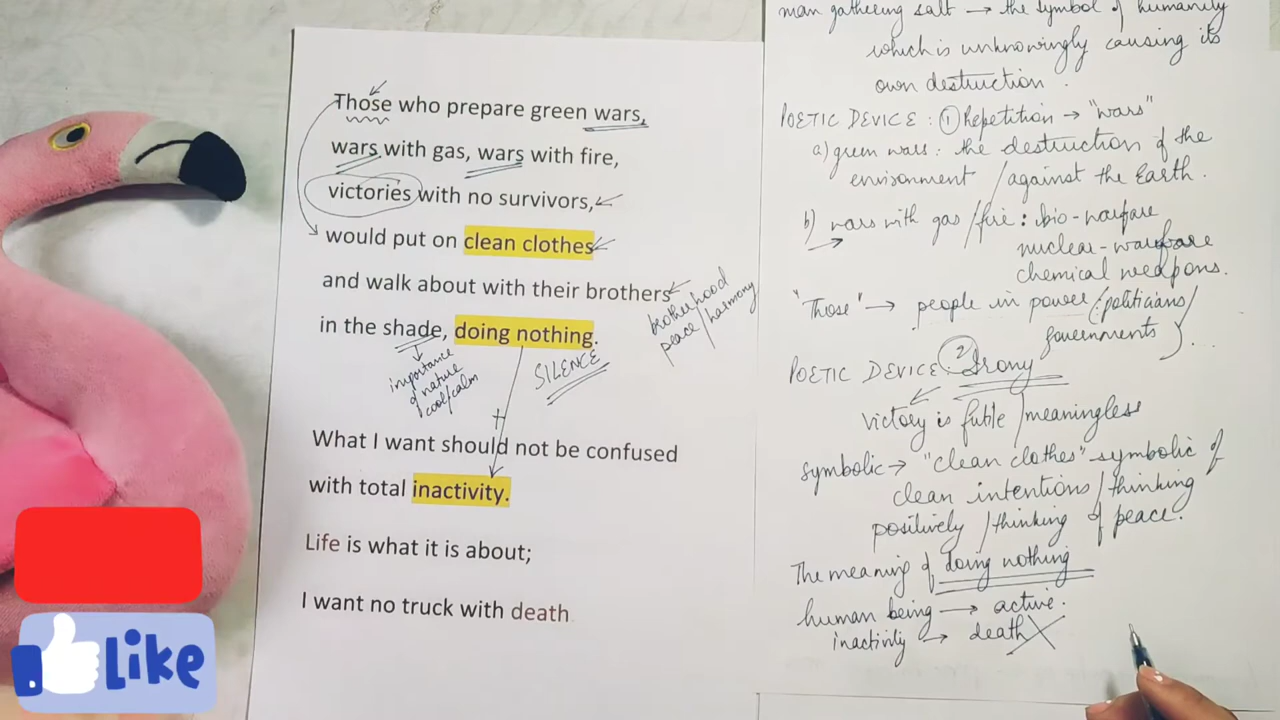 Those who prepare green wars,
wars with gas, wars with fire,
victories with no survivors,
would put on clean clothes
and walk about with their brothers
in the shade, doing nothing.
brotherhood
peace/harmony
importance
of nature
cool/calm
SILENCE
What I want should not be confused
with total inactivity.
Life is what it is about;
I want no truck with death
man gathering salt → the symbol of humanity
which is unknowingly causing its
own destruction.
POETIC DEVICE: ① Repetition → "wars"
a) green wars: the destruction of the
environment / against the Earth.
b) wars with gas/fire: bio-warfare
nuclear-warfare
chemical weapons.
"Those" → people in power (politicians/
governments) ...
POETIC DEVICE: ② Irony
victory is futile / meaningless
symbolic → "clean clothes" symbolic of
clean intentions / thinking
positively / thinking of peace.
The meaning of doing nothing
human being → active.
inactivity → death
Like